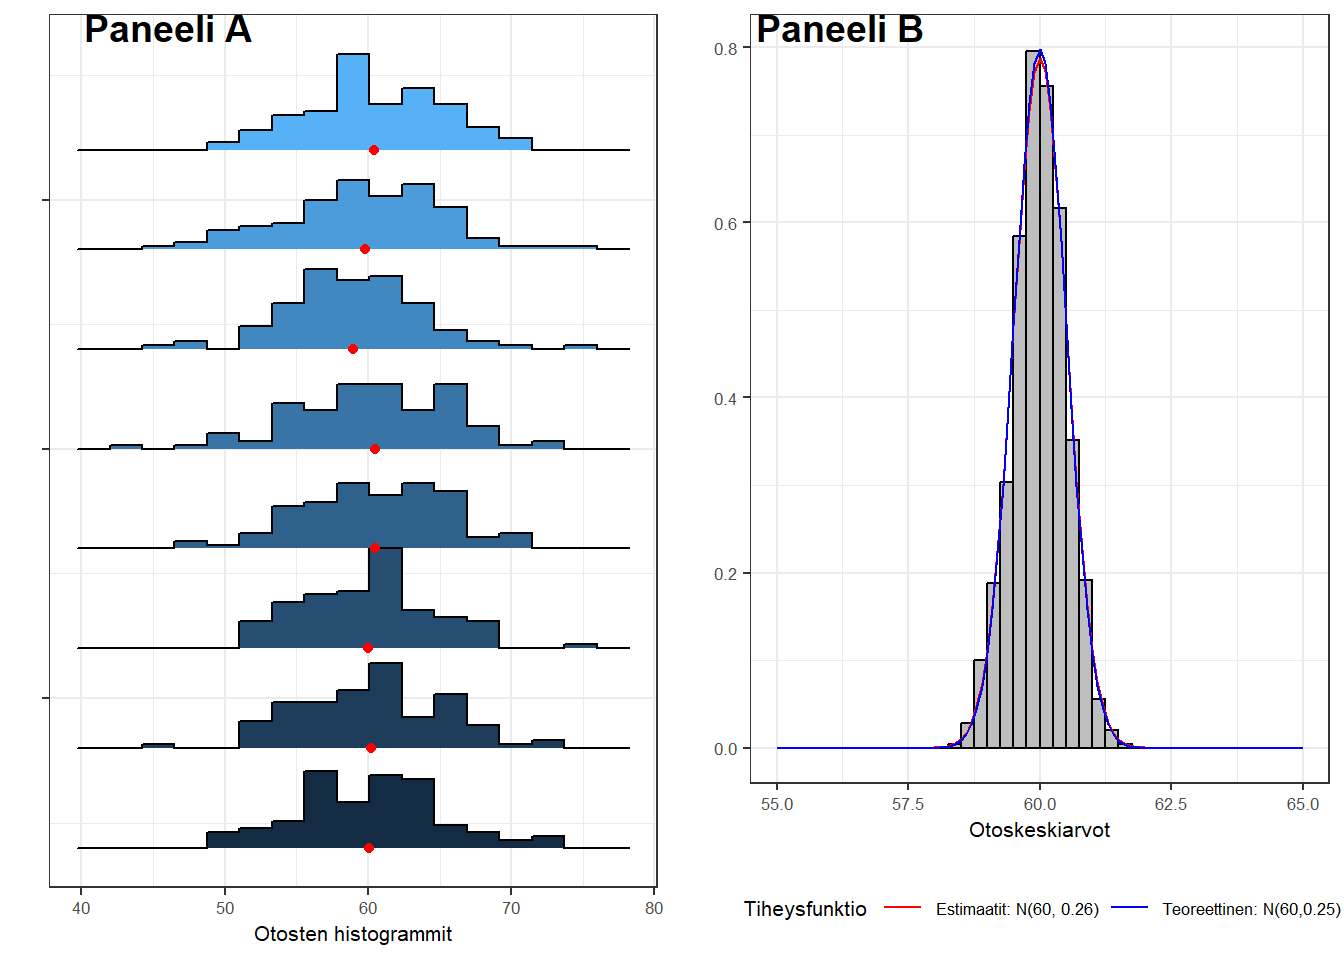 Paneeli A
40 50 60 70 80
Otosten histogrammit
Paneeli B
0.8
0.6
0.4
0.2
0.0
55.0 57.5 60.0 62.5 65.0
Otoskeskiarvot
Tiheysfunktio Estimaatit: N(60, 0.26) Teoreettinen: N(60,0.25)